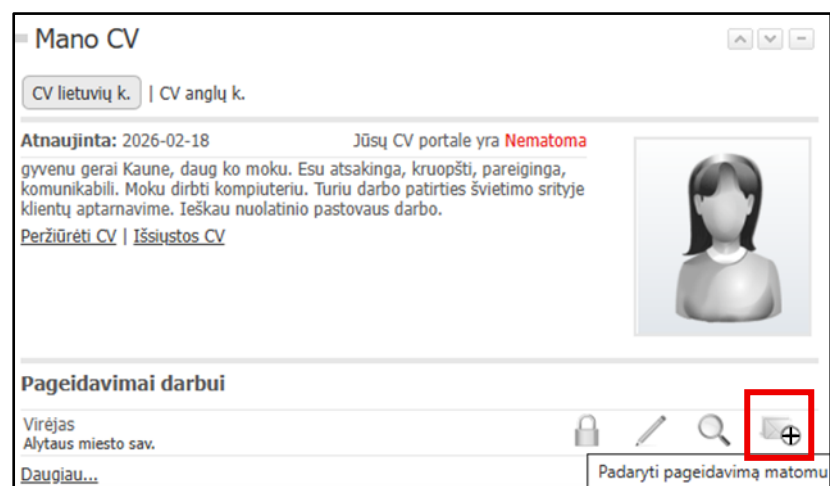 Mano CV
CV lietuvių k. | CV anglų k.
Atnaujinta: 2026-02-18 Jūsų CV portale yra Nematoma
gyvenu gerai Kaune, daug ko moku. Esu atsakinga, kruopšti, pareiginga,
komunikabili. Moku dirbti kompiuteriu. Turiu darbo patirties švietimo srityje
klientų aptarnavime. Ieškau nuolatinio pastovaus darbo.
Peržiūrėti CV | Išsiųstos CV
Pageidavimai darbui
Virėjas
Alytaus miesto sav.
Daugiau...
Padaryti pageidavimą matomu